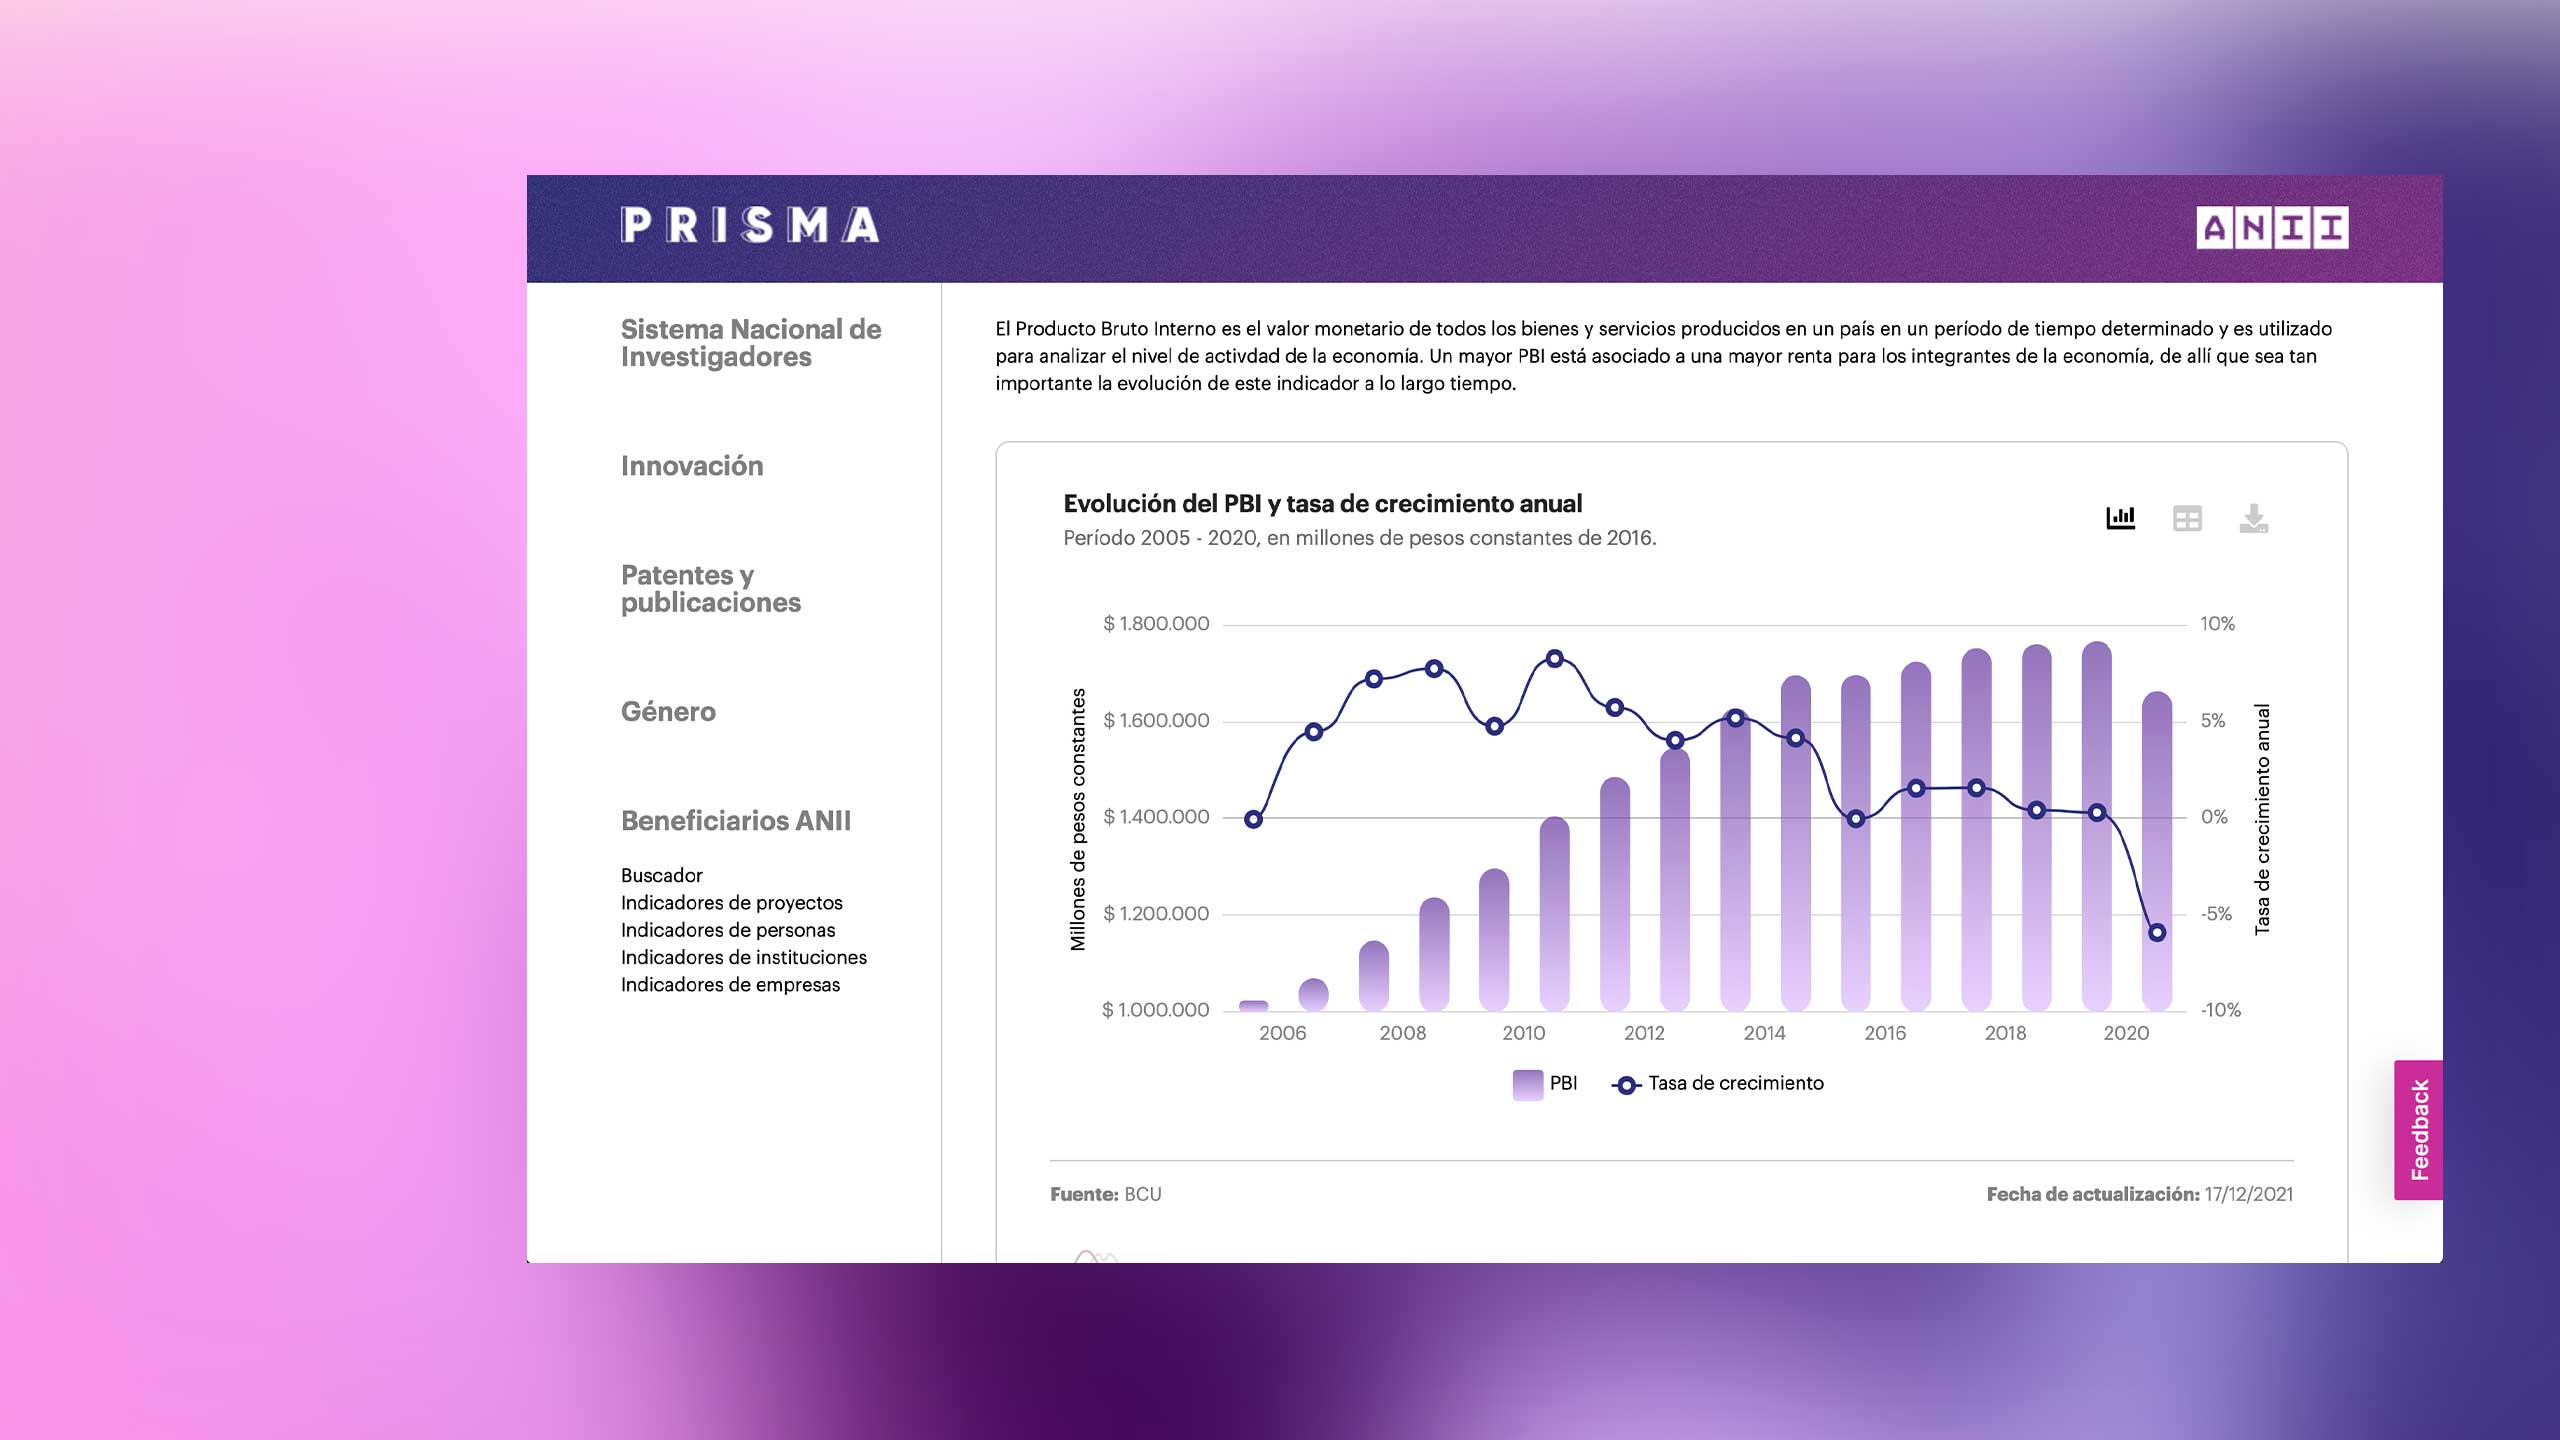 PRISMA
ANII
Sistema Nacional de
Investigadores
Innovación
Patentes y
publicaciones
Género
Beneficiarios ANII
Buscador
Indicadores de proyectos
Indicadores de personas
Indicadores de instituciones
Indicadores de empresas
El Producto Bruto Interno es el valor monetario de todos los bienes y servicios producidos en un país en un período de tiempo determinado y es utilizado
para analizar el nivel de activdad de la economía. Un mayor PBI está asociado a una mayor renta para los integrantes de la economía, de allí que sea tan
importante la evolución de este indicador a lo largo tiempo.
Evolución del PBI y tasa de crecimiento anual
Período 2005 - 2020, en millones de pesos constantes de 2016.
Millones de pesos constantes
$ 1.800.000
$ 1.600.000
$ 1.400.000
$ 1.200.000
$ 1.000.000
10%
5%
0%
-5%
-10%
Tasa de crecimiento anual
2006 2008 2010 2012 2014 2016 2018 2020
PBI Tasa de crecimiento
Fuente: BCU
Fecha de actualización: 17/12/2021
Feedback